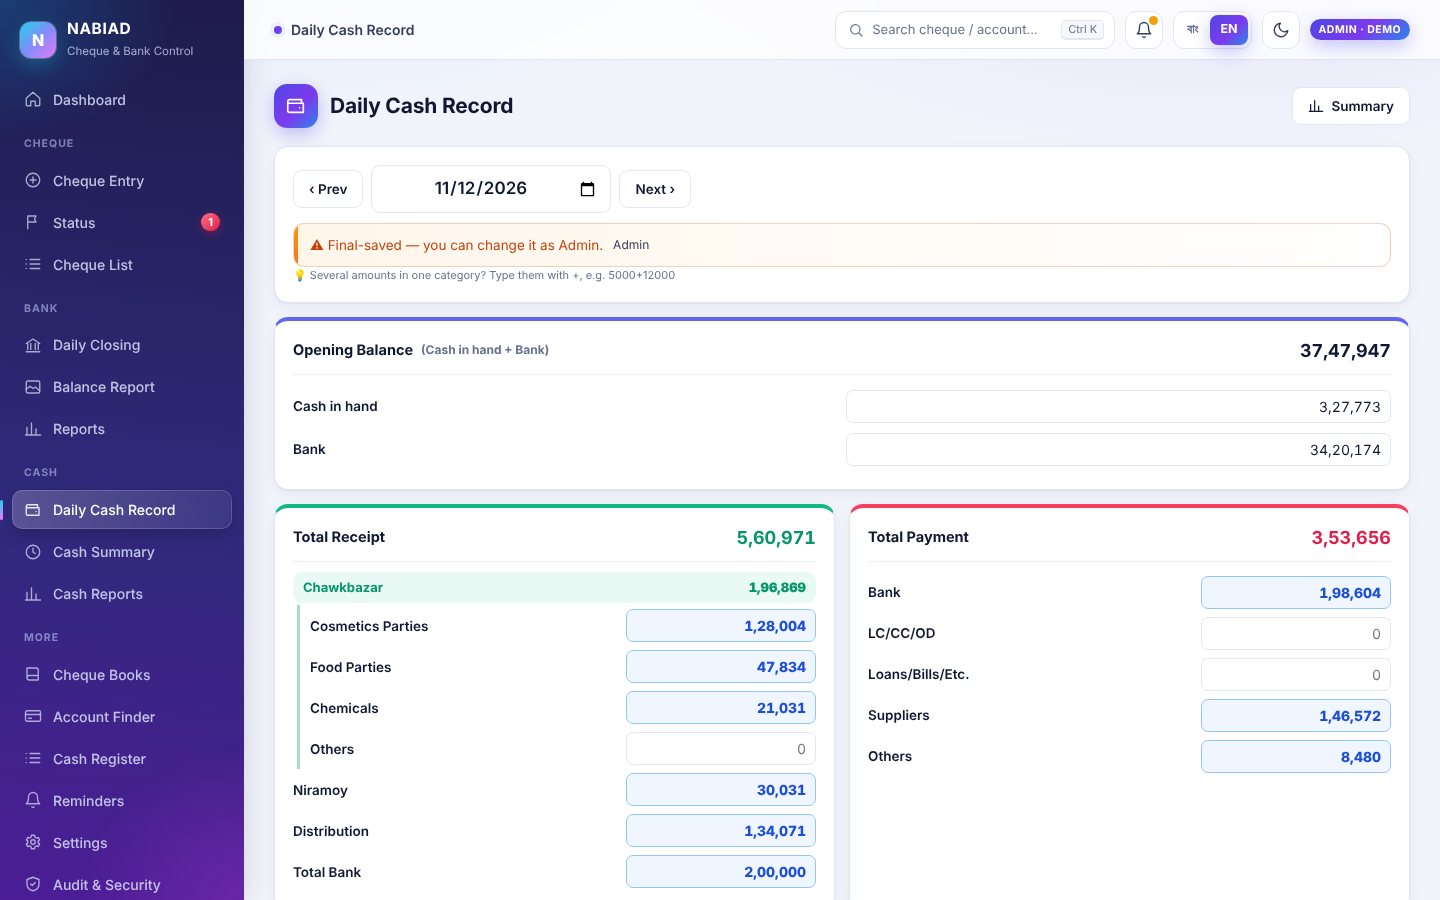 N
NABIAD
Cheque & Bank Control
Dashboard
CHEQUE
Cheque Entry
Status
1
Cheque List
BANK
Daily Closing
Balance Report
Reports
CASH
Daily Cash Record
Cash Summary
Cash Reports
MORE
Cheque Books
Account Finder
Cash Register
Reminders
Settings
Audit & Security
Daily Cash Record
Search cheque / account...
Ctrl K
বাং
EN
ADMIN · DEMO
Daily Cash Record
Summary
‹ Prev
11/12/2026
Next ›
⚠ Final-saved — you can change it as Admin. Admin
💡 Several amounts in one category? Type them with +, e.g. 5000+12000
Opening Balance (Cash in hand + Bank) 37,47,947
Cash in hand 3,27,773
Bank 34,20,174
Total Receipt 5,60,971
Chawkbazar 1,96,869
Cosmetics Parties 1,28,004
Food Parties 47,834
Chemicals 21,031
Others 0
Niramoy 30,031
Distribution 1,34,071
Total Bank 2,00,000
Total Payment 3,53,656
Bank 1,98,604
LC/CC/OD 0
Loans/Bills/Etc. 0
Suppliers 1,46,572
Others 8,480